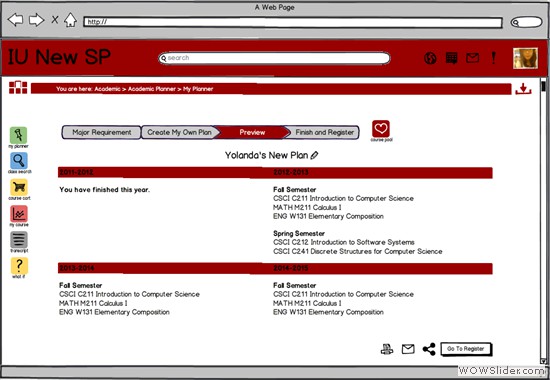 A Web Page
http://
IU New SP
search
You are here: Academic > Academic Planner > My Planner
Major Requirement
Create My Own Plan
Preview
Finish and Register
course pool
my planner
class search
course cart
my course
transcript
what if
Yolanda's New Plan
2011-2012
2012-2013
You have finished this year.
Fall Semester
CSCI C211 Introduction to Computer Science
MATH M211 Calculus I
ENG W131 Elementary Composition
Spring Semester
CSCI C212 Introduction to Software Systems
CSCI C241 Discrete Structures for Computer Science
2013-2014
2014-2015
Fall Semester
CSCI C211 Introduction to Computer Science
MATH M211 Calculus I
ENG W131 Elementary Composition
Fall Semester
CSCI C211 Introduction to Computer Science
MATH M211 Calculus I
ENG W131 Elementary Composition
Go To Register
WOWSlider.com